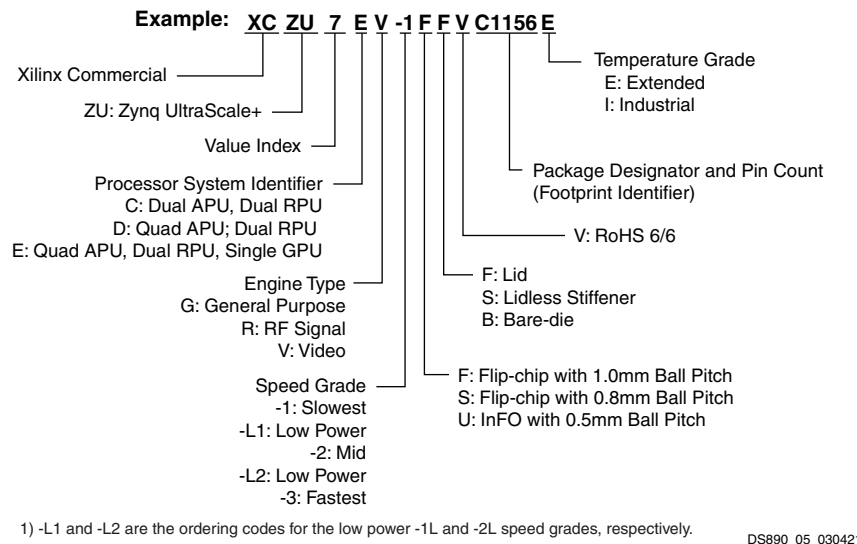 Example: XC ZU 7 E V -1 F F V C1156 E
Xilinx Commercial
ZU: Zynq UltraScale+
Value Index
Processor System Identifier
C: Dual APU, Dual RPU
D: Quad APU; Dual RPU
E: Quad APU, Dual RPU, Single GPU
Engine Type
G: General Purpose
R: RF Signal
V: Video
Speed Grade
-1: Slowest
-L1: Low Power
-2: Mid
-L2: Low Power
-3: Fastest
Temperature Grade
E: Extended
I: Industrial
Package Designator and Pin Count
(Footprint Identifier)
V: RoHS 6/6
F: Lid
S: Lidless Stiffener
B: Bare-die
F: Flip-chip with 1.0mm Ball Pitch
S: Flip-chip with 0.8mm Ball Pitch
U: InFO with 0.5mm Ball Pitch
1) -L1 and -L2 are the ordering codes for the low power -1L and -2L speed grades, respectively.
DS890_05_030421